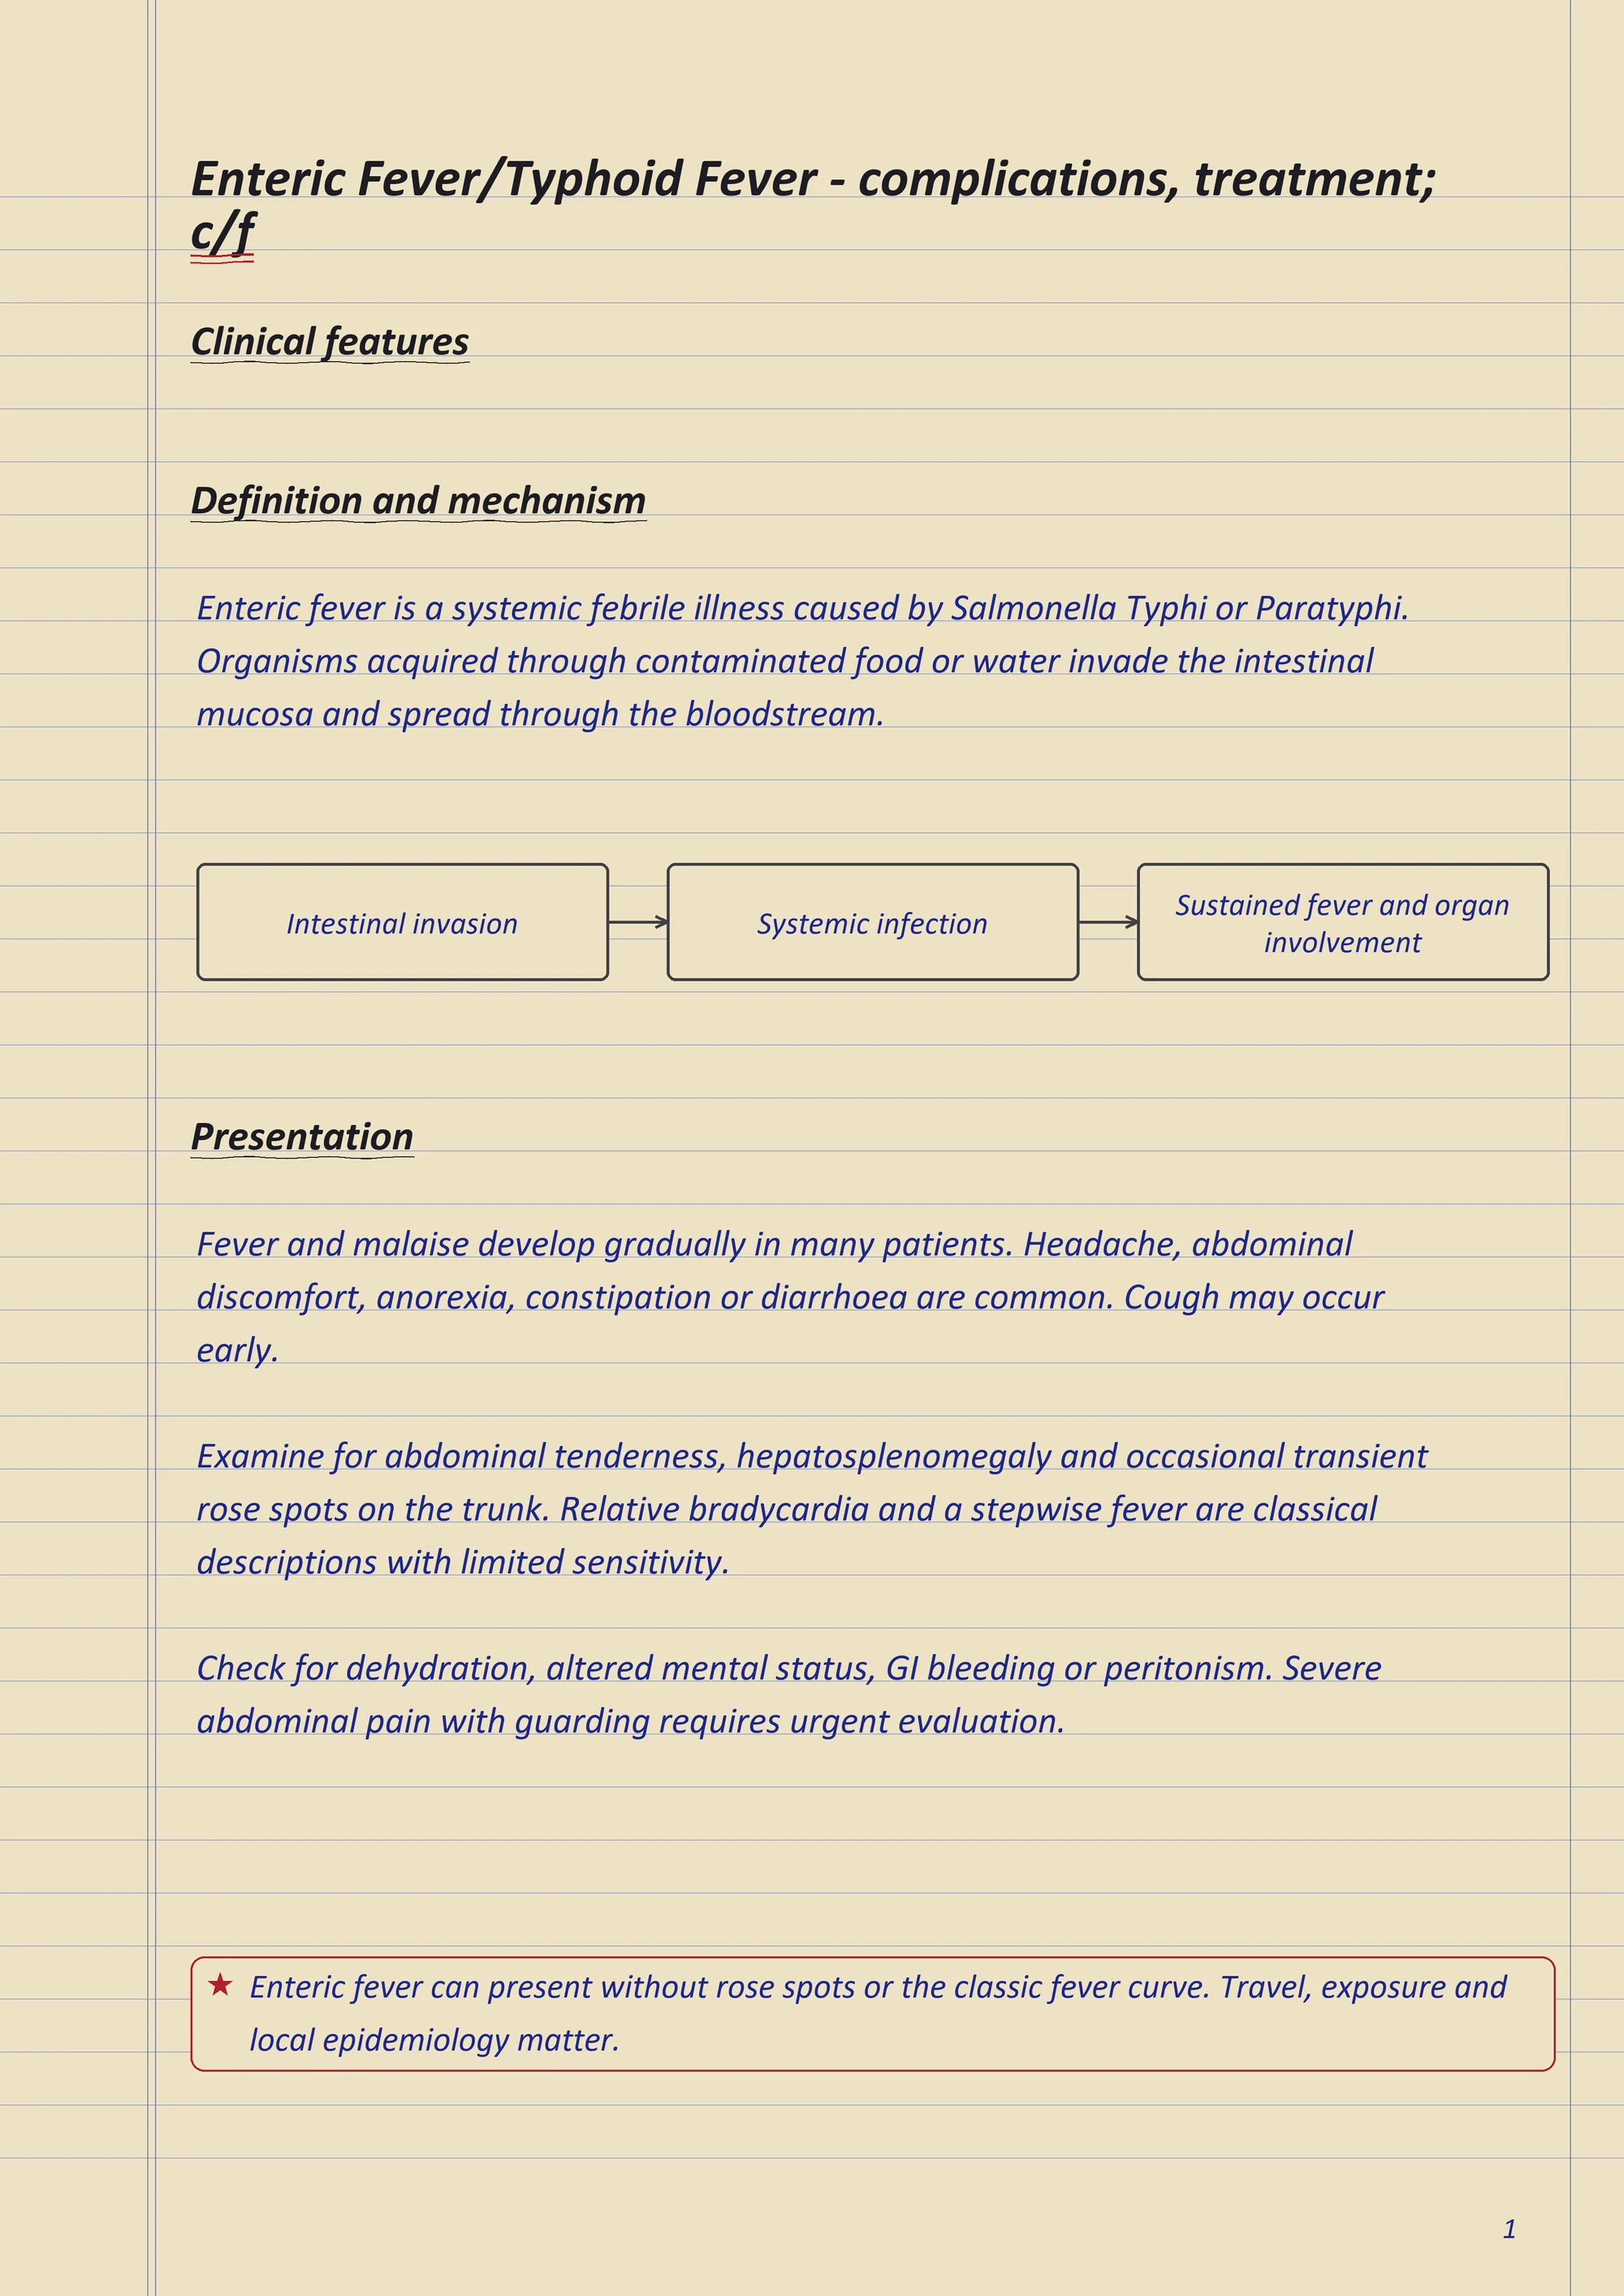 Enteric Fever/Typhoid Fever - complications, treatment;
c/f
Clinical features
Definition and mechanism
Enteric fever is a systemic febrile illness caused by Salmonella Typhi or Paratyphi.
Organisms acquired through contaminated food or water invade the intestinal
mucosa and spread through the bloodstream.
Intestinal invasion
Systemic infection
Sustained fever and organ
involvement
Presentation
Fever and malaise develop gradually in many patients. Headache, abdominal
discomfort, anorexia, constipation or diarrhoea are common. Cough may occur
early.
Examine for abdominal tenderness, hepatosplenomegaly and occasional transient
rose spots on the trunk. Relative bradycardia and a stepwise fever are classical
descriptions with limited sensitivity.
Check for dehydration, altered mental status, GI bleeding or peritonism. Severe
abdominal pain with guarding requires urgent evaluation.
★ Enteric fever can present without rose spots or the classic fever curve. Travel, exposure and
local epidemiology matter.
1